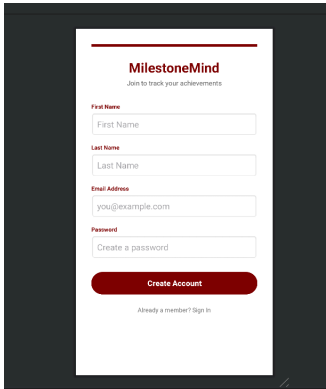 MilestoneMind
Join to track your achievements
First Name
First Name
Last Name
Last Name
Email Address
you@example.com
Password
Create a password
Create Account
Already a member? Sign in